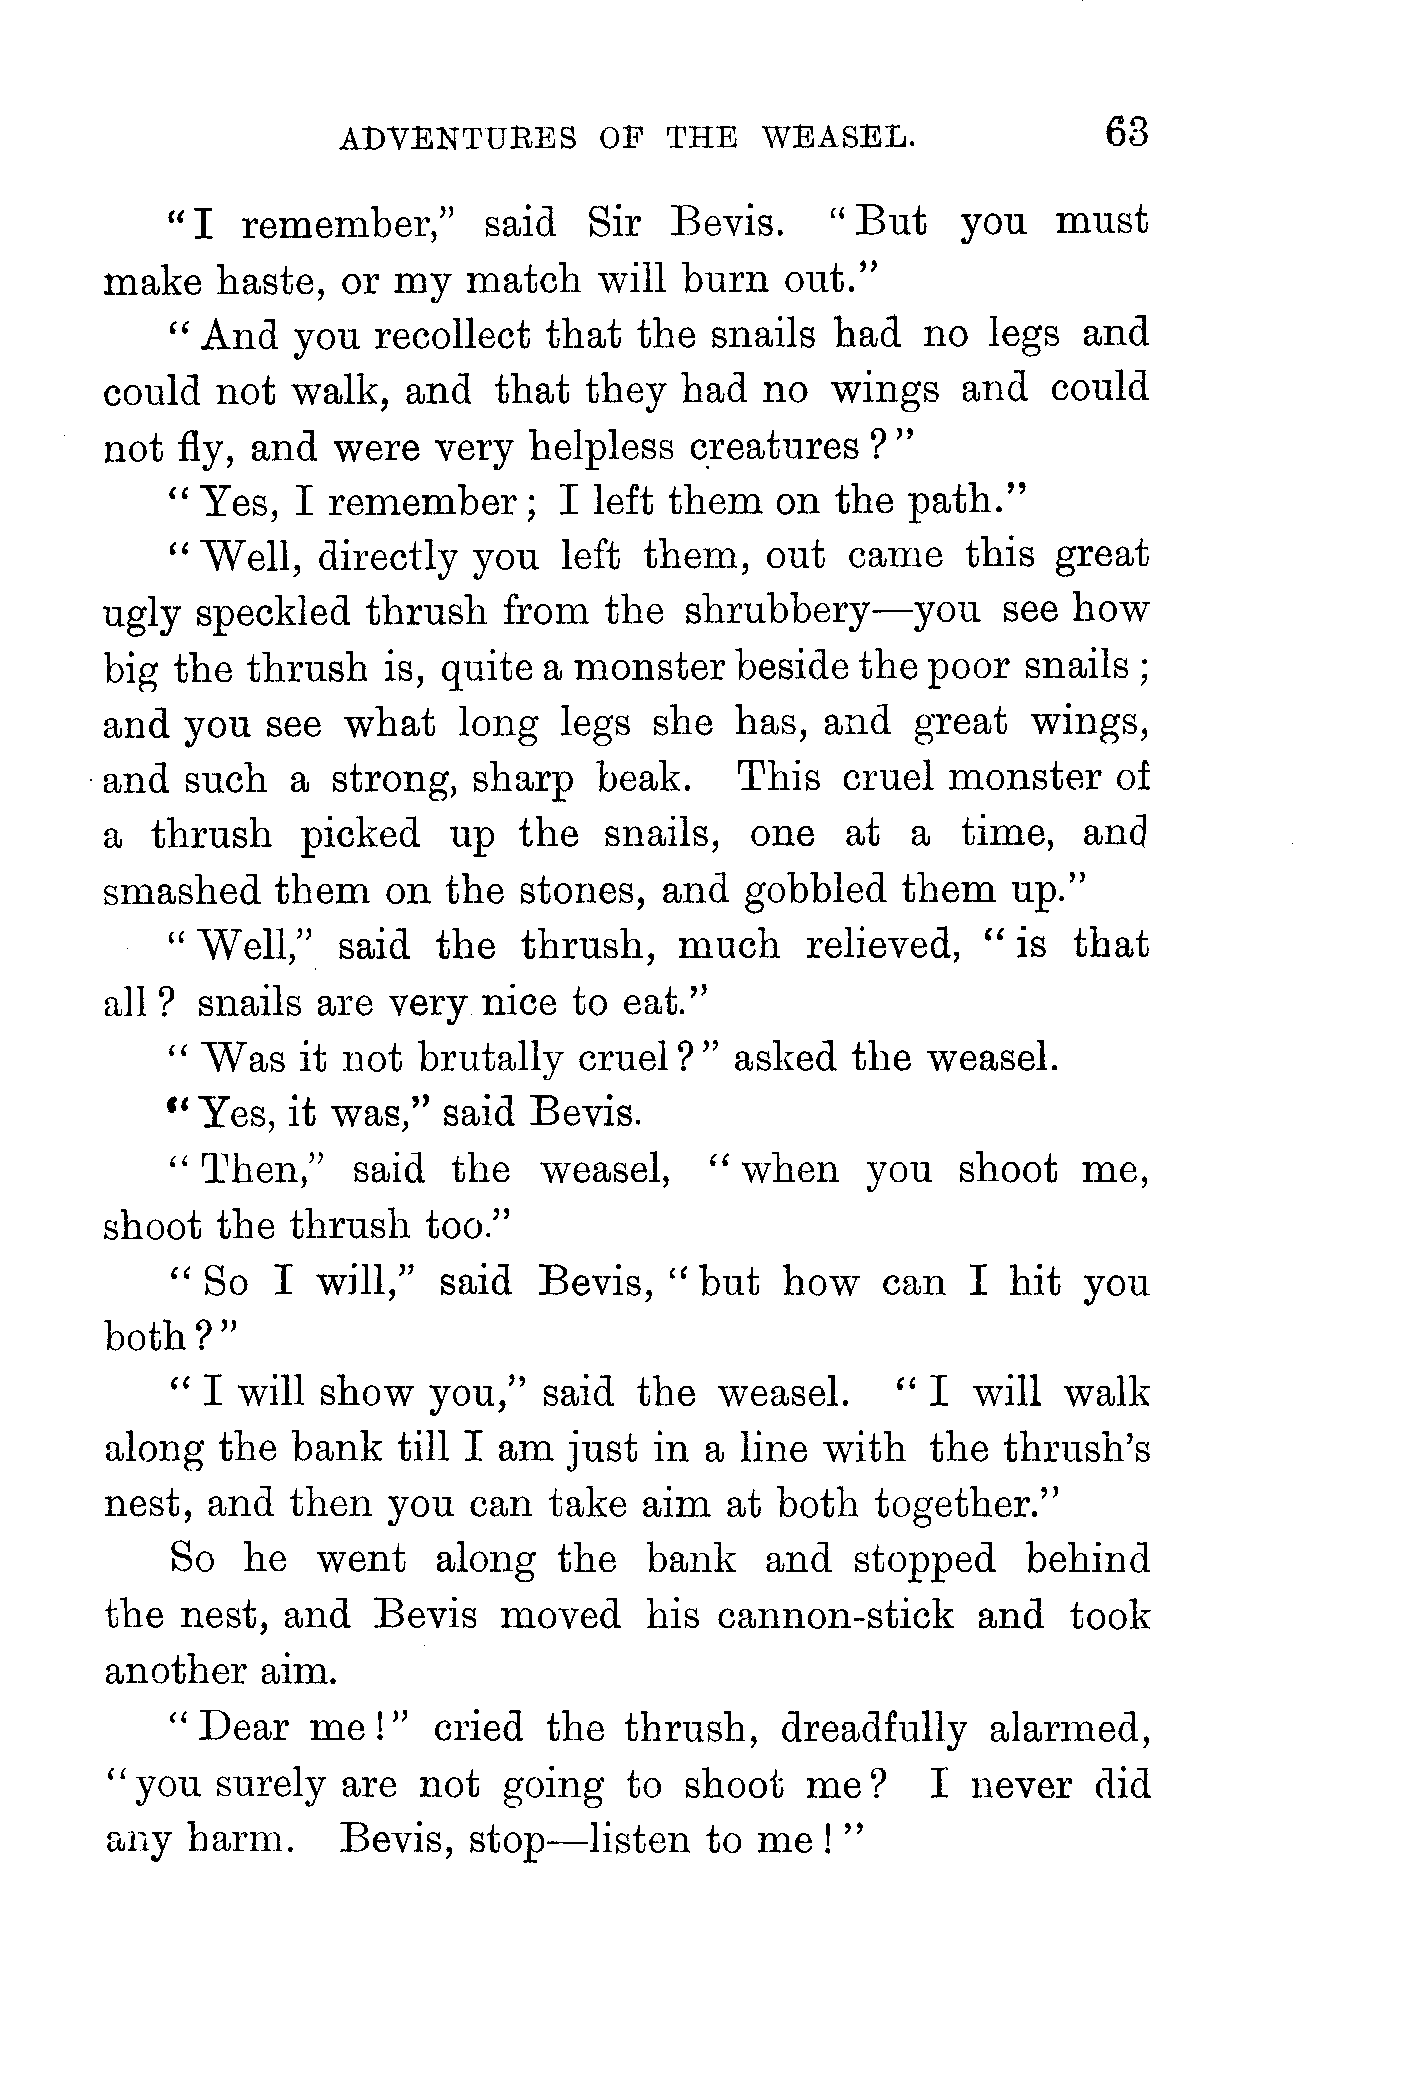 ADVENTURES OF THE WEASEL. 63
"I remember," said Sir Bevis. "But you must
make haste, or my match will burn out."
"And you recollect that the snails had no legs and
could not walk, and that they had no wings and could
not fly, and were very helpless creatures?"
"Yes, I remember; I left them on the path."
"Well, directly you left them, out came this great
ugly speckled thrush from the shrubbery—you see how
big the thrush is, quite a monster beside the poor snails;
and you see what long legs she has, and great wings,
and such a strong, sharp beak. This cruel monster of
a thrush picked up the snails, one at a time, and
smashed them on the stones, and gobbled them up."
"Well," said the thrush, much relieved, "is that
all? snails are very nice to eat."
"Was it not brutally cruel?" asked the weasel.
"Yes, it was," said Bevis.
"Then," said the weasel, "when you shoot me,
shoot the thrush too."
"So I will," said Bevis, "but how can I hit you
both?"
"I will show you," said the weasel. "I will walk
along the bank till I am just in a line with the thrush's
nest, and then you can take aim at both together."
So he went along the bank and stopped behind
the nest, and Bevis moved his cannon-stick and took
another aim.
"Dear me!" cried the thrush, dreadfully alarmed,
"you surely are not going to shoot me? I never did
any harm. Bevis, stop—listen to me!"